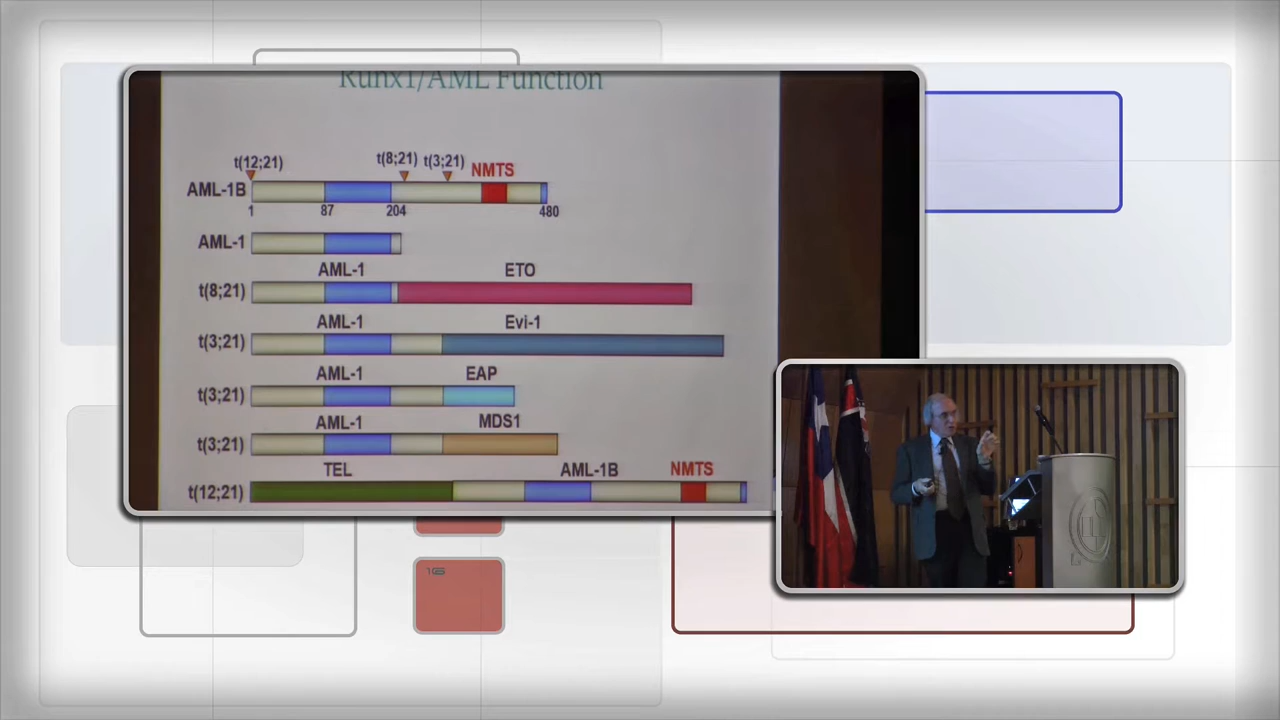 Runx1/AML Function
t(12;21) t(8;21) t(3;21) NMTS
AML-1B
1 87 204 480
AML-1
AML-1 ETO
t(8;21)
AML-1 Evi-1
t(3;21)
AML-1 EAP
t(3;21)
AML-1 MDS1
t(3;21)
TEL AML-1B NMTS
t(12;21)
16